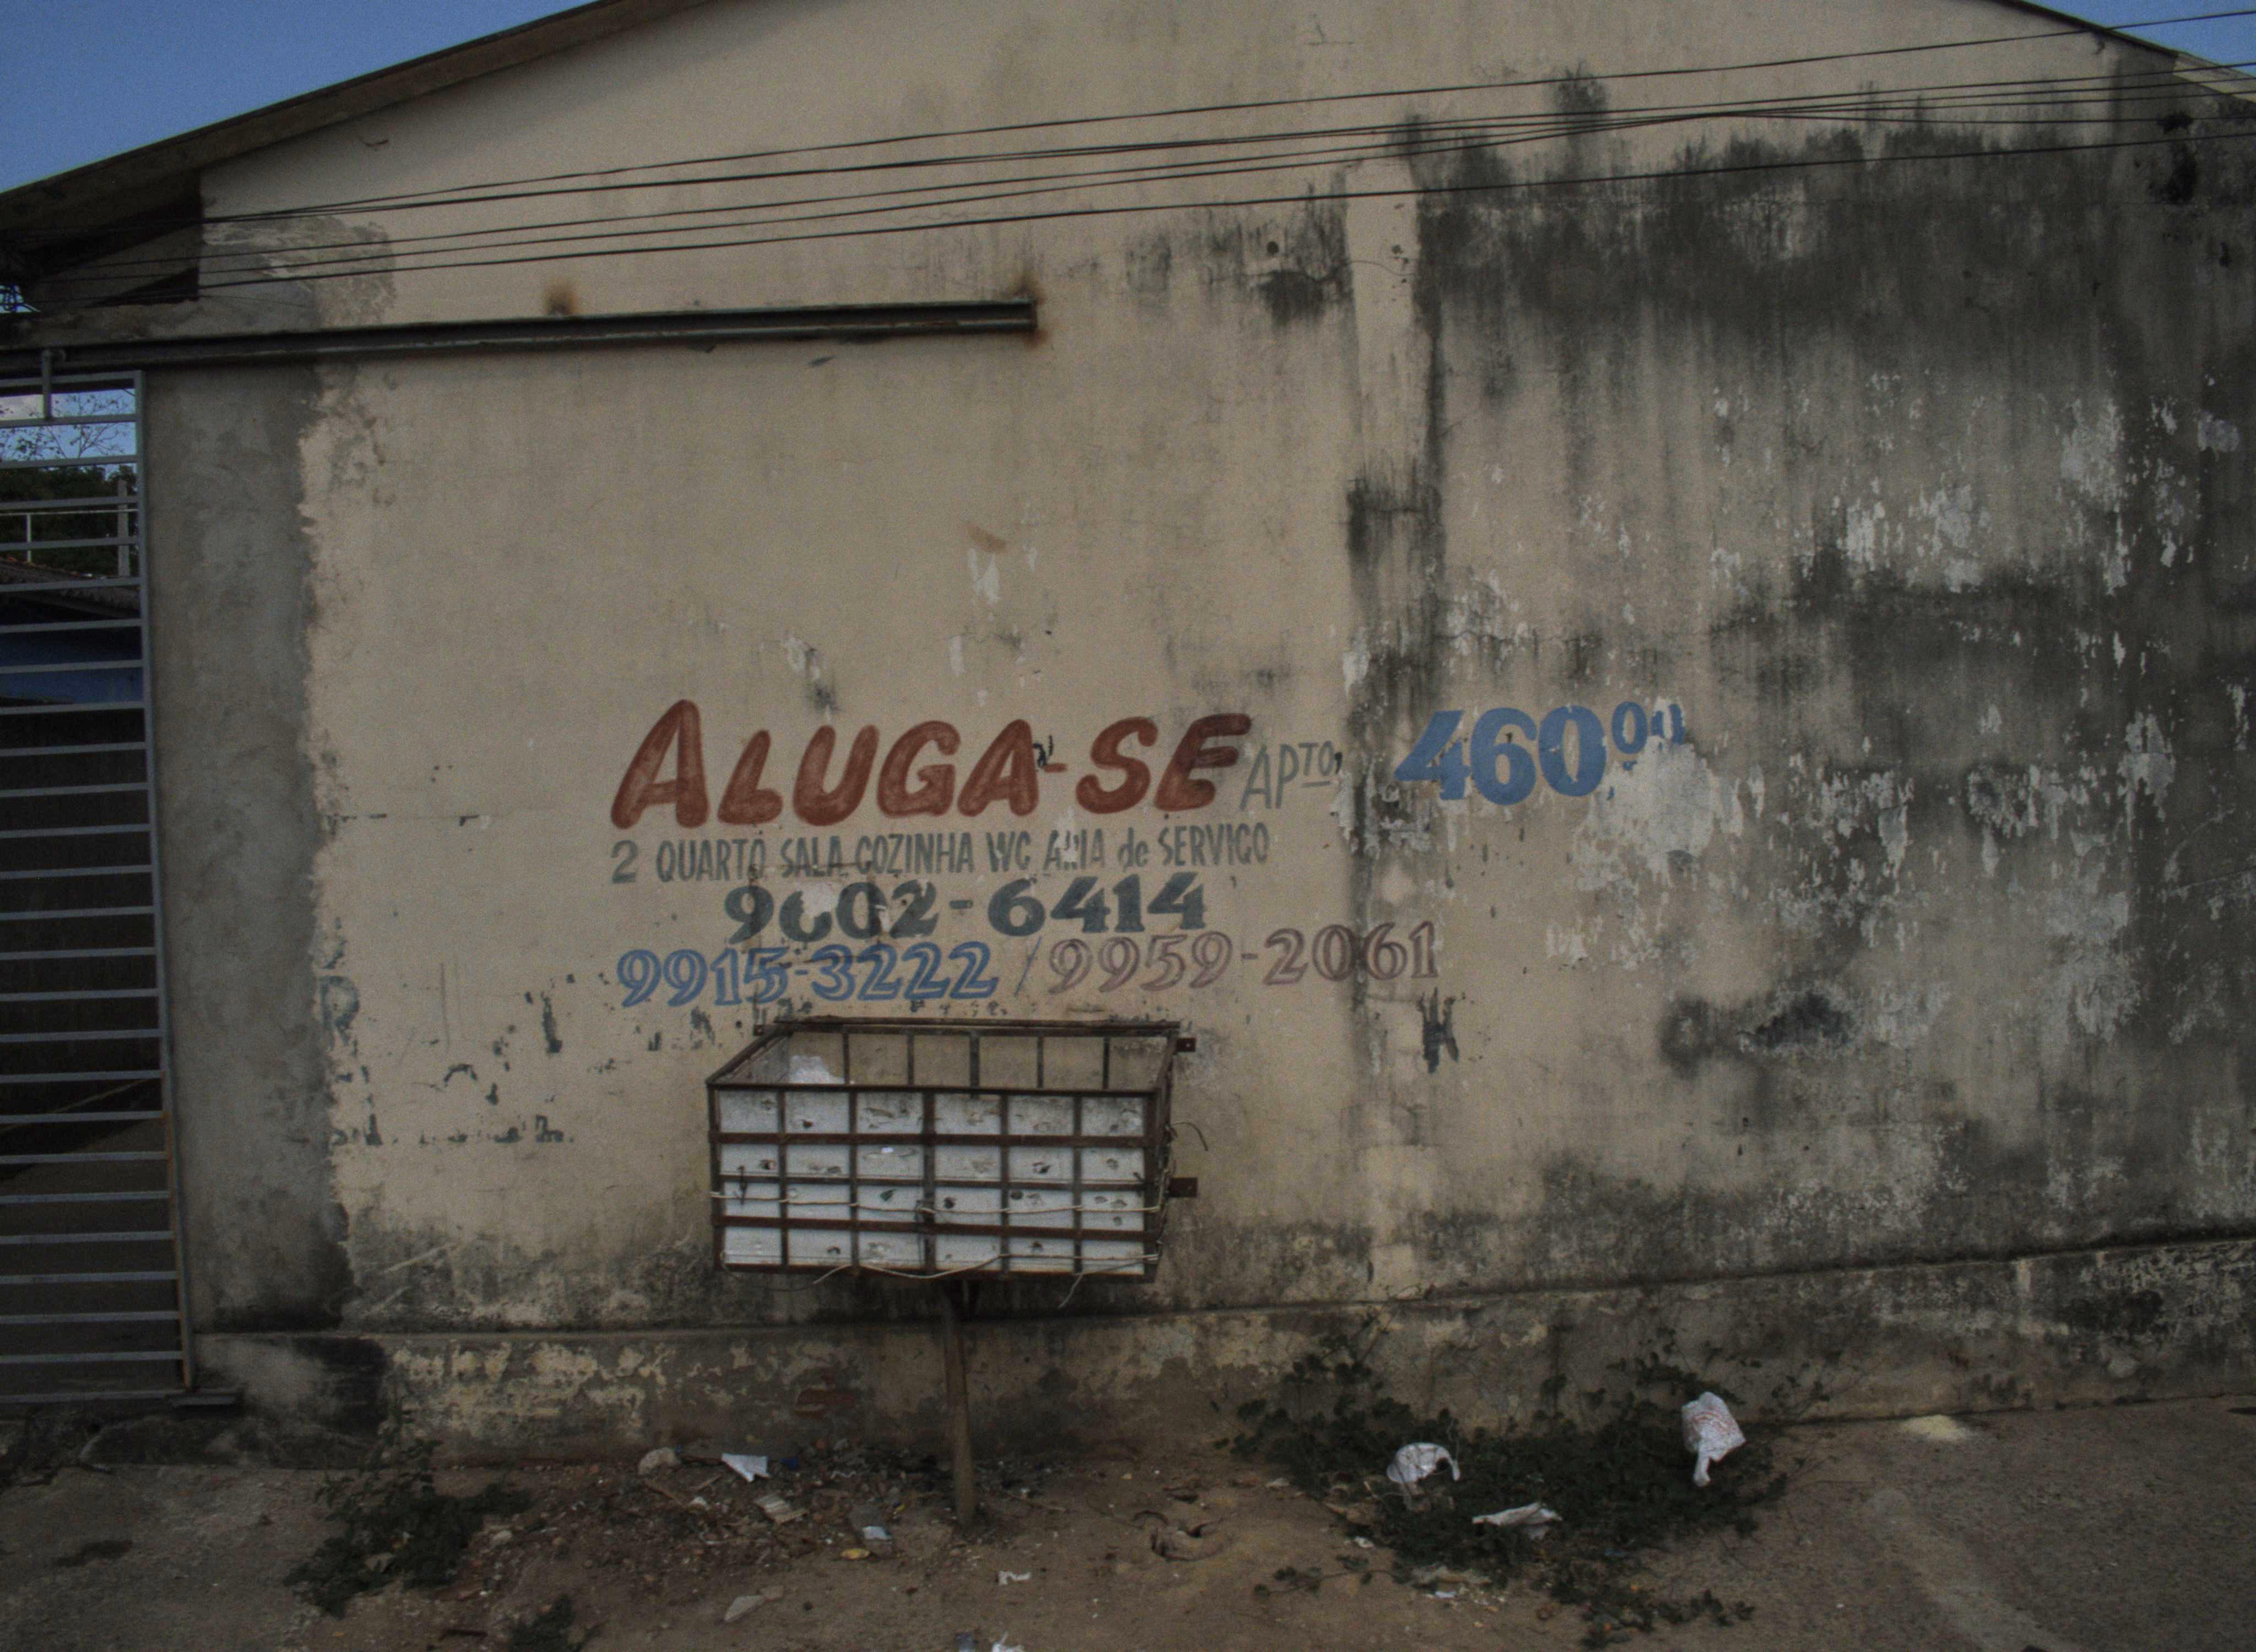 ALUGA-SE APTO 460,00
2 QUARTO SALA COZINHA WC de SERVIÇO
9602-6414
9915-3222 / 9959-2061